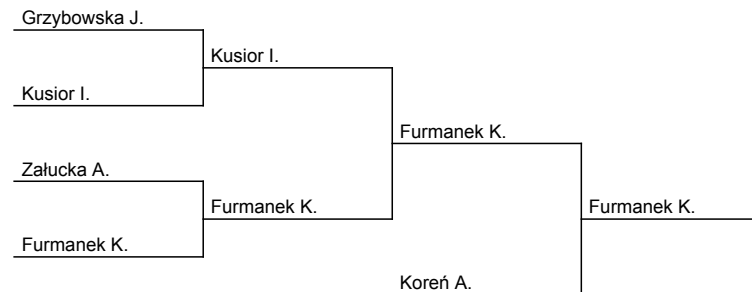 Grzybowska J.
Kusior I.
Kusior I.
Furmanek K.
Załucka A.
Furmanek K.
Furmanek K.
Furmanek K.
Koreń A.